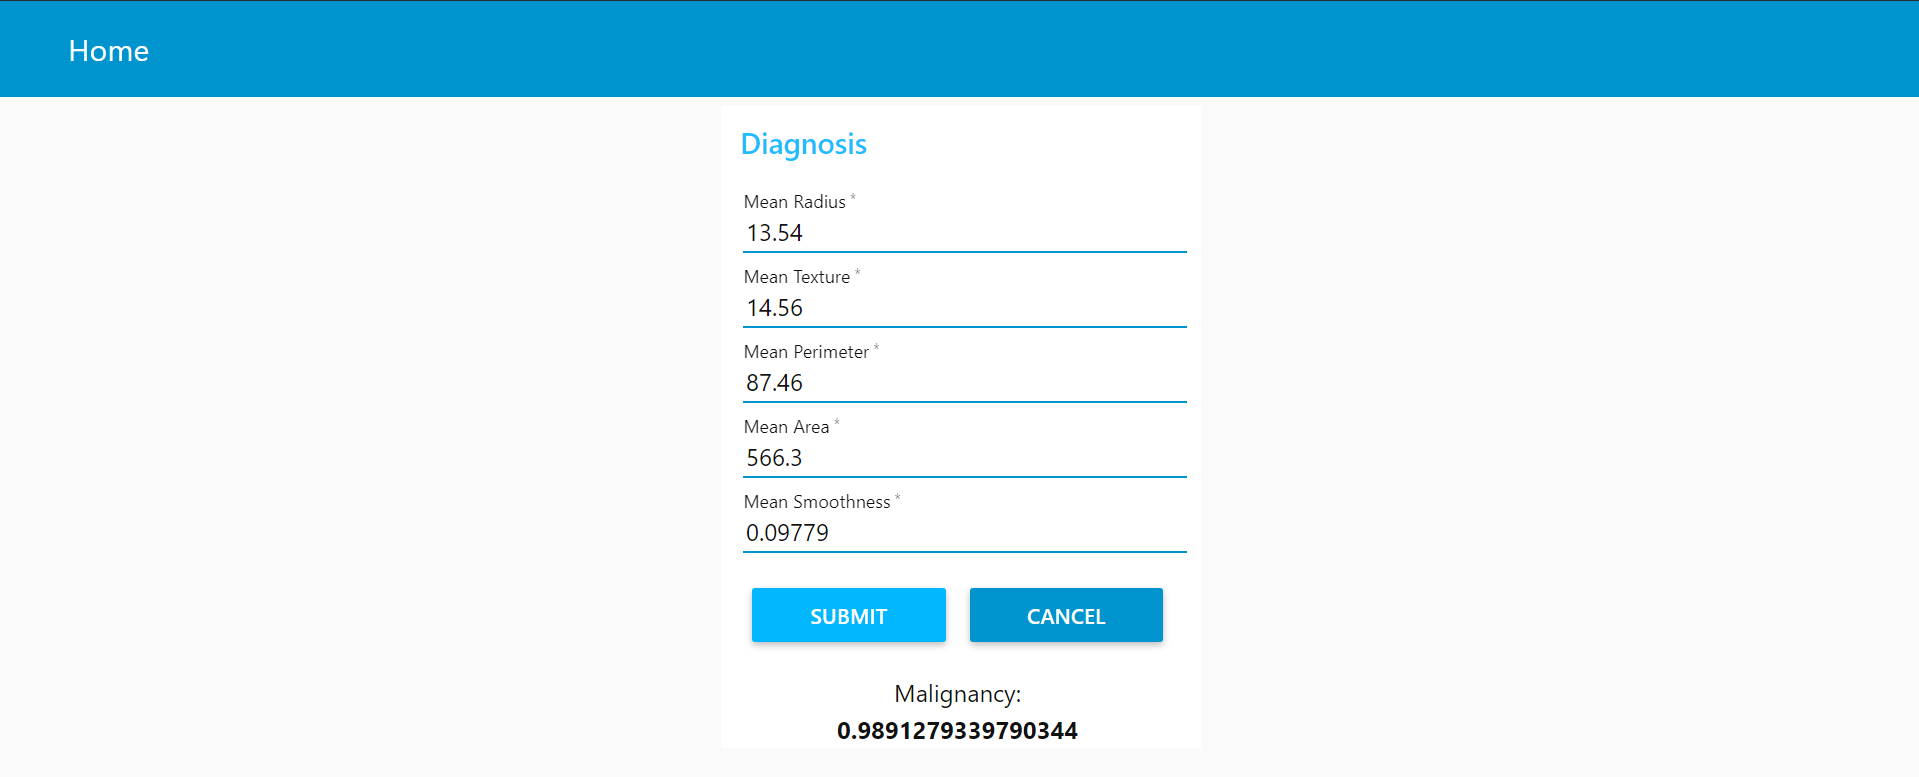 Home
Diagnosis
Mean Radius *
13.54
Mean Texture *
14.56
Mean Perimeter *
87.46
Mean Area *
566.3
Mean Smoothness *
0.09779
SUBMIT CANCEL
Malignancy:
0.9891279339790344